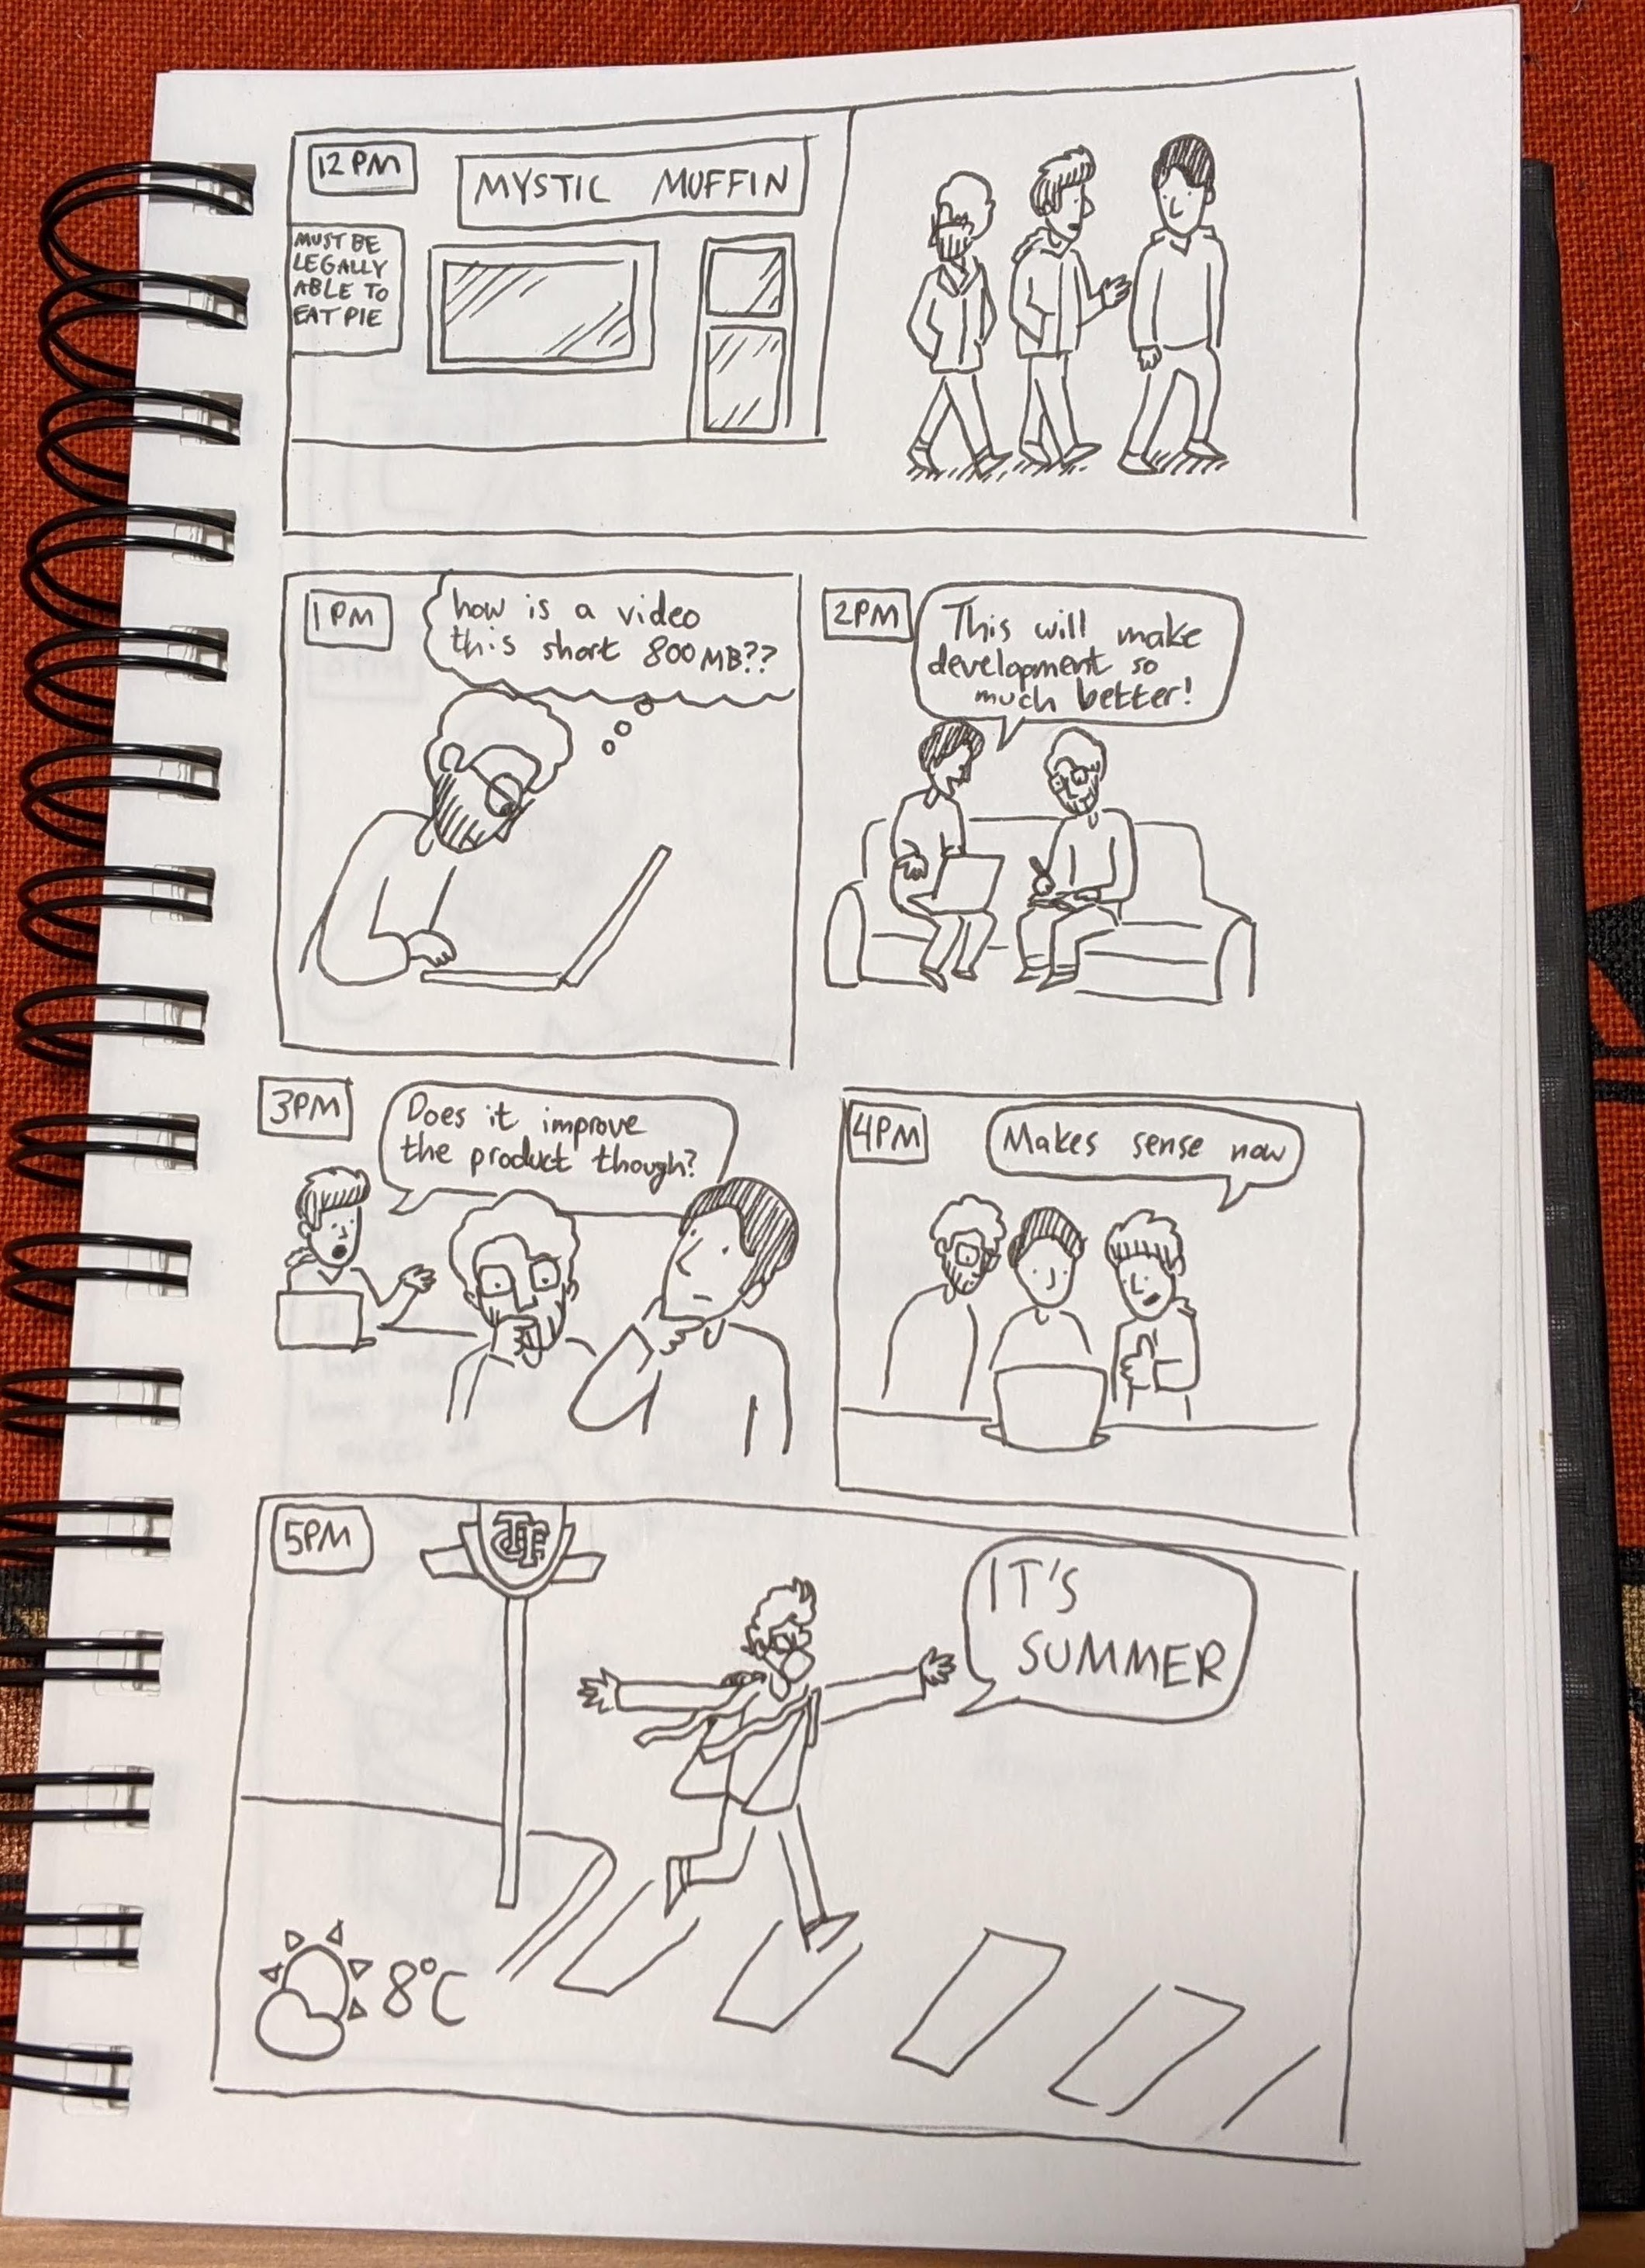 12PM
MYSTIC MUFFIN
MUST BE
LEGALLY
ABLE TO
EAT PIE
1PM
how is a video
this short 800MB??
2PM
This will make
development so
much better!
3PM
Does it improve
the product though?
4PM
Makes sense now
5PM
IT'S
SUMMER
8°C